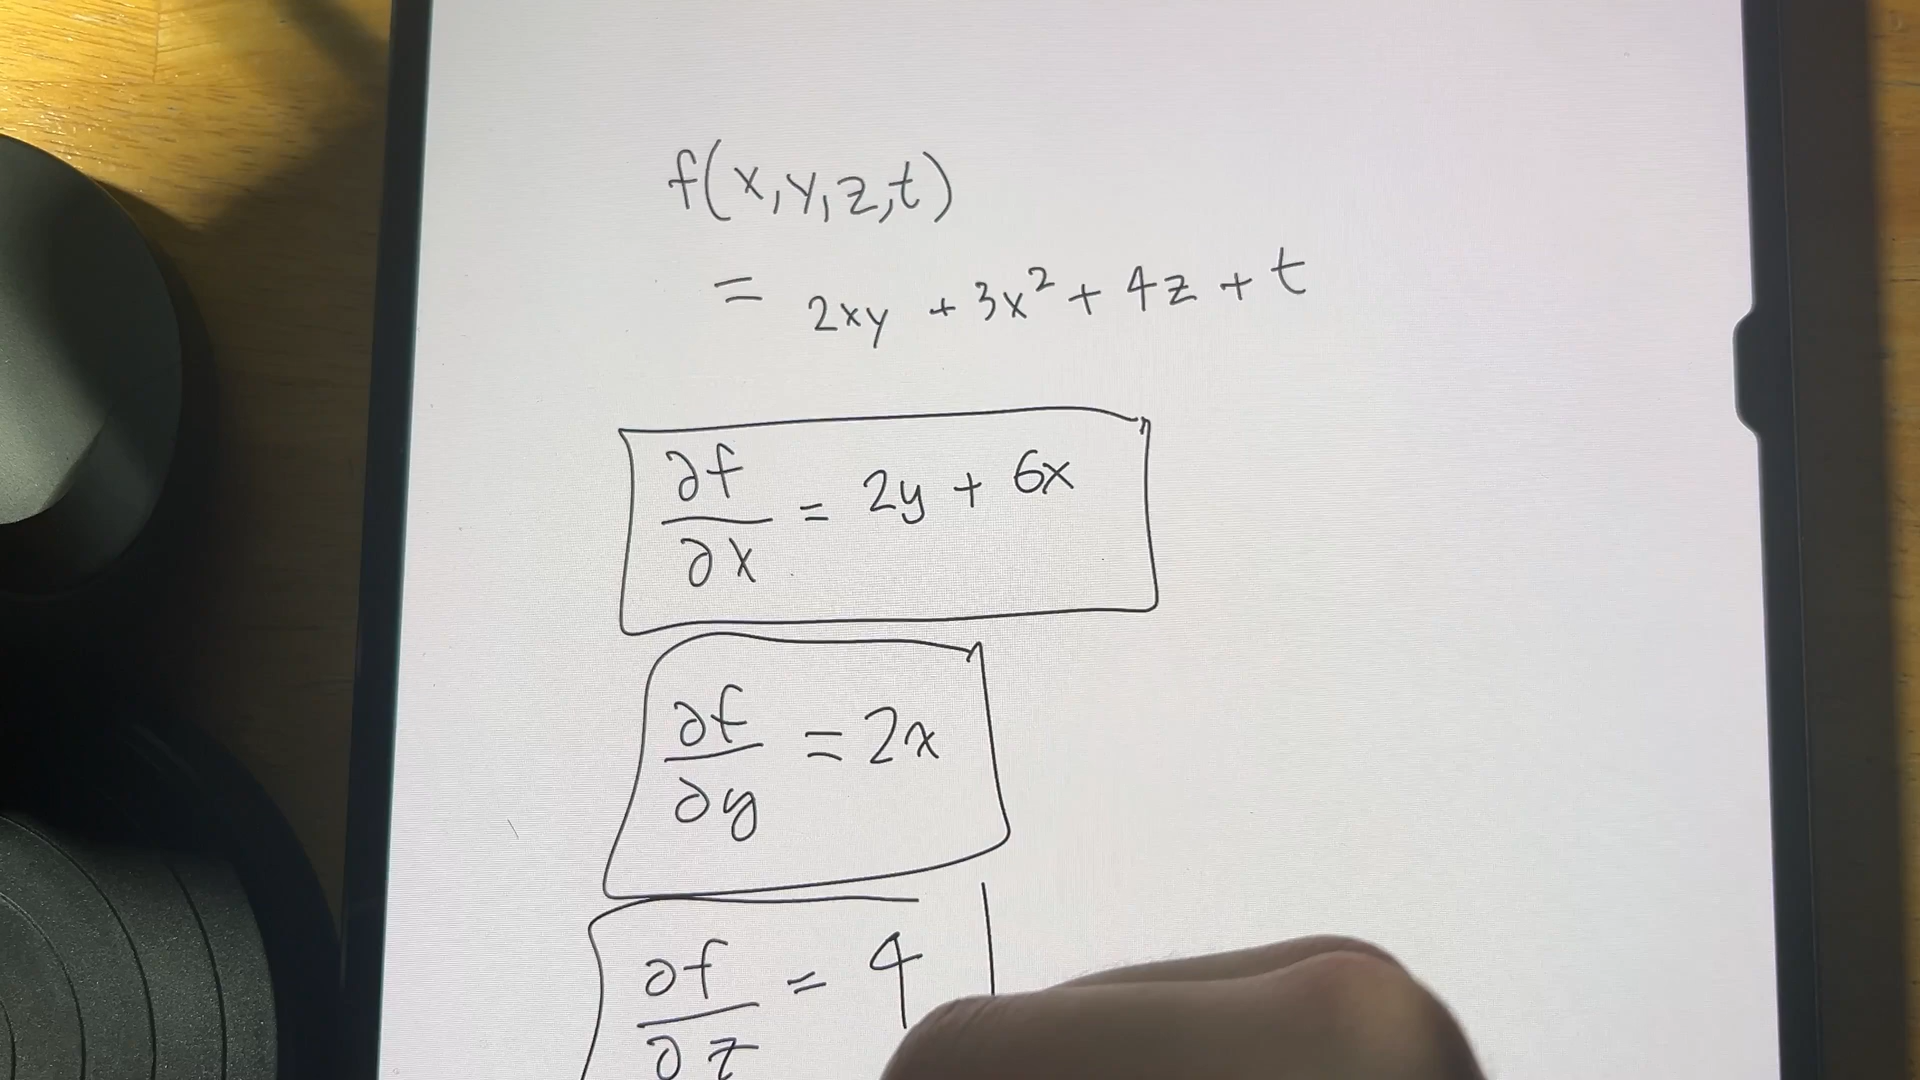 f(x,y,z,t)
= 2xy + 3x² + 4z + t
∂f/∂x = 2y + 6x
∂f/∂y = 2x
∂f/∂z = 4